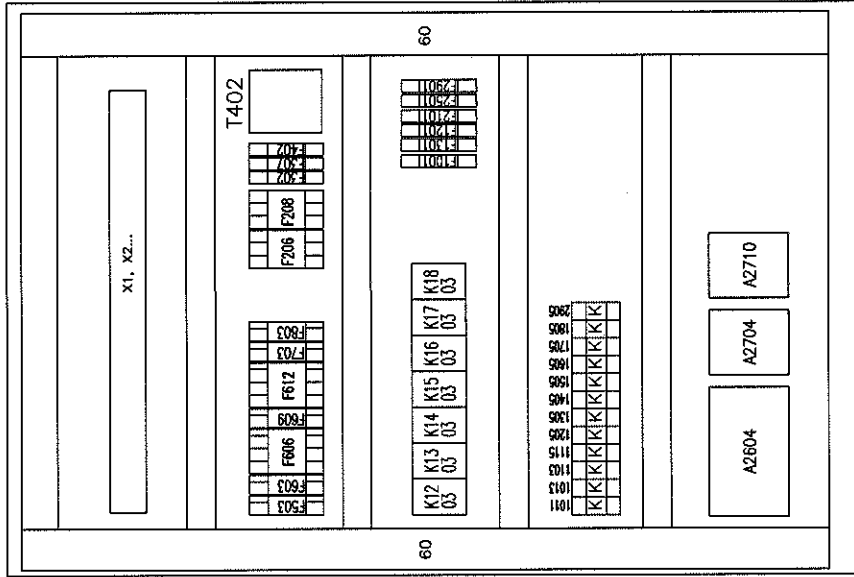 60
X1, X2...
F503
F603
F606
F609
F612
F703
F803
F206
F208
F302
F307
F402
T402
K12
03
K13
03
K14
03
K15
03
K16
03
K17
03
K18
03
F1001
F1301
F1201
F2101
F2501
F2901
1011
1013
1103
1115
1205
1305
1405
1505
1605
1705
1805
2905
K K K K K K K K K K K K
A2604
A2704
A2710
60